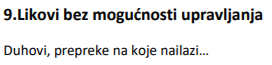 9.Likovi bez mogućnosti upravljanja
Duhovi, prepreke na koje nailazi…